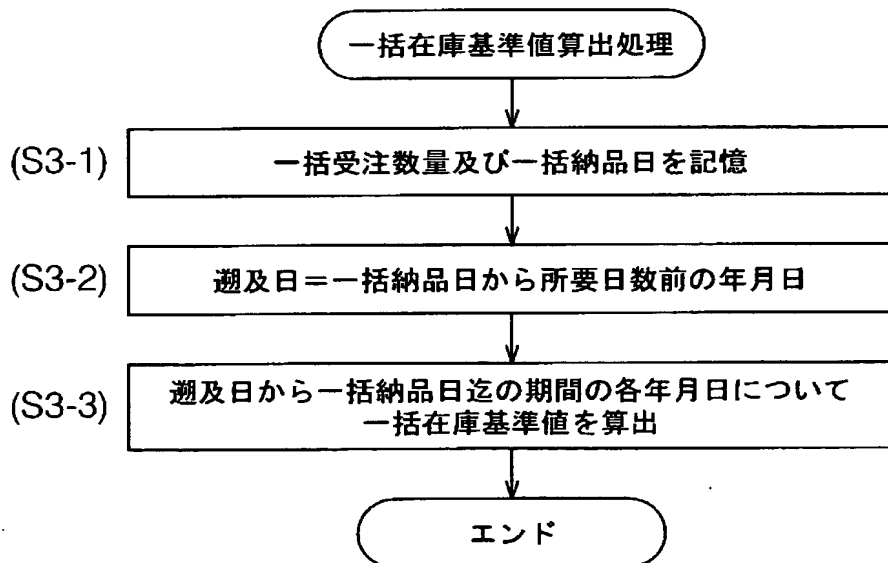 一括在庫基準値算出処理
(S3-1)
一括受注数量及び一括納品日を記憶
(S3-2)
遡及日=一括納品日から所要日数前の年月日
(S3-3)
遡及日から一括納品日迄の期間の各年月日について
一括在庫基準値を算出
エンド